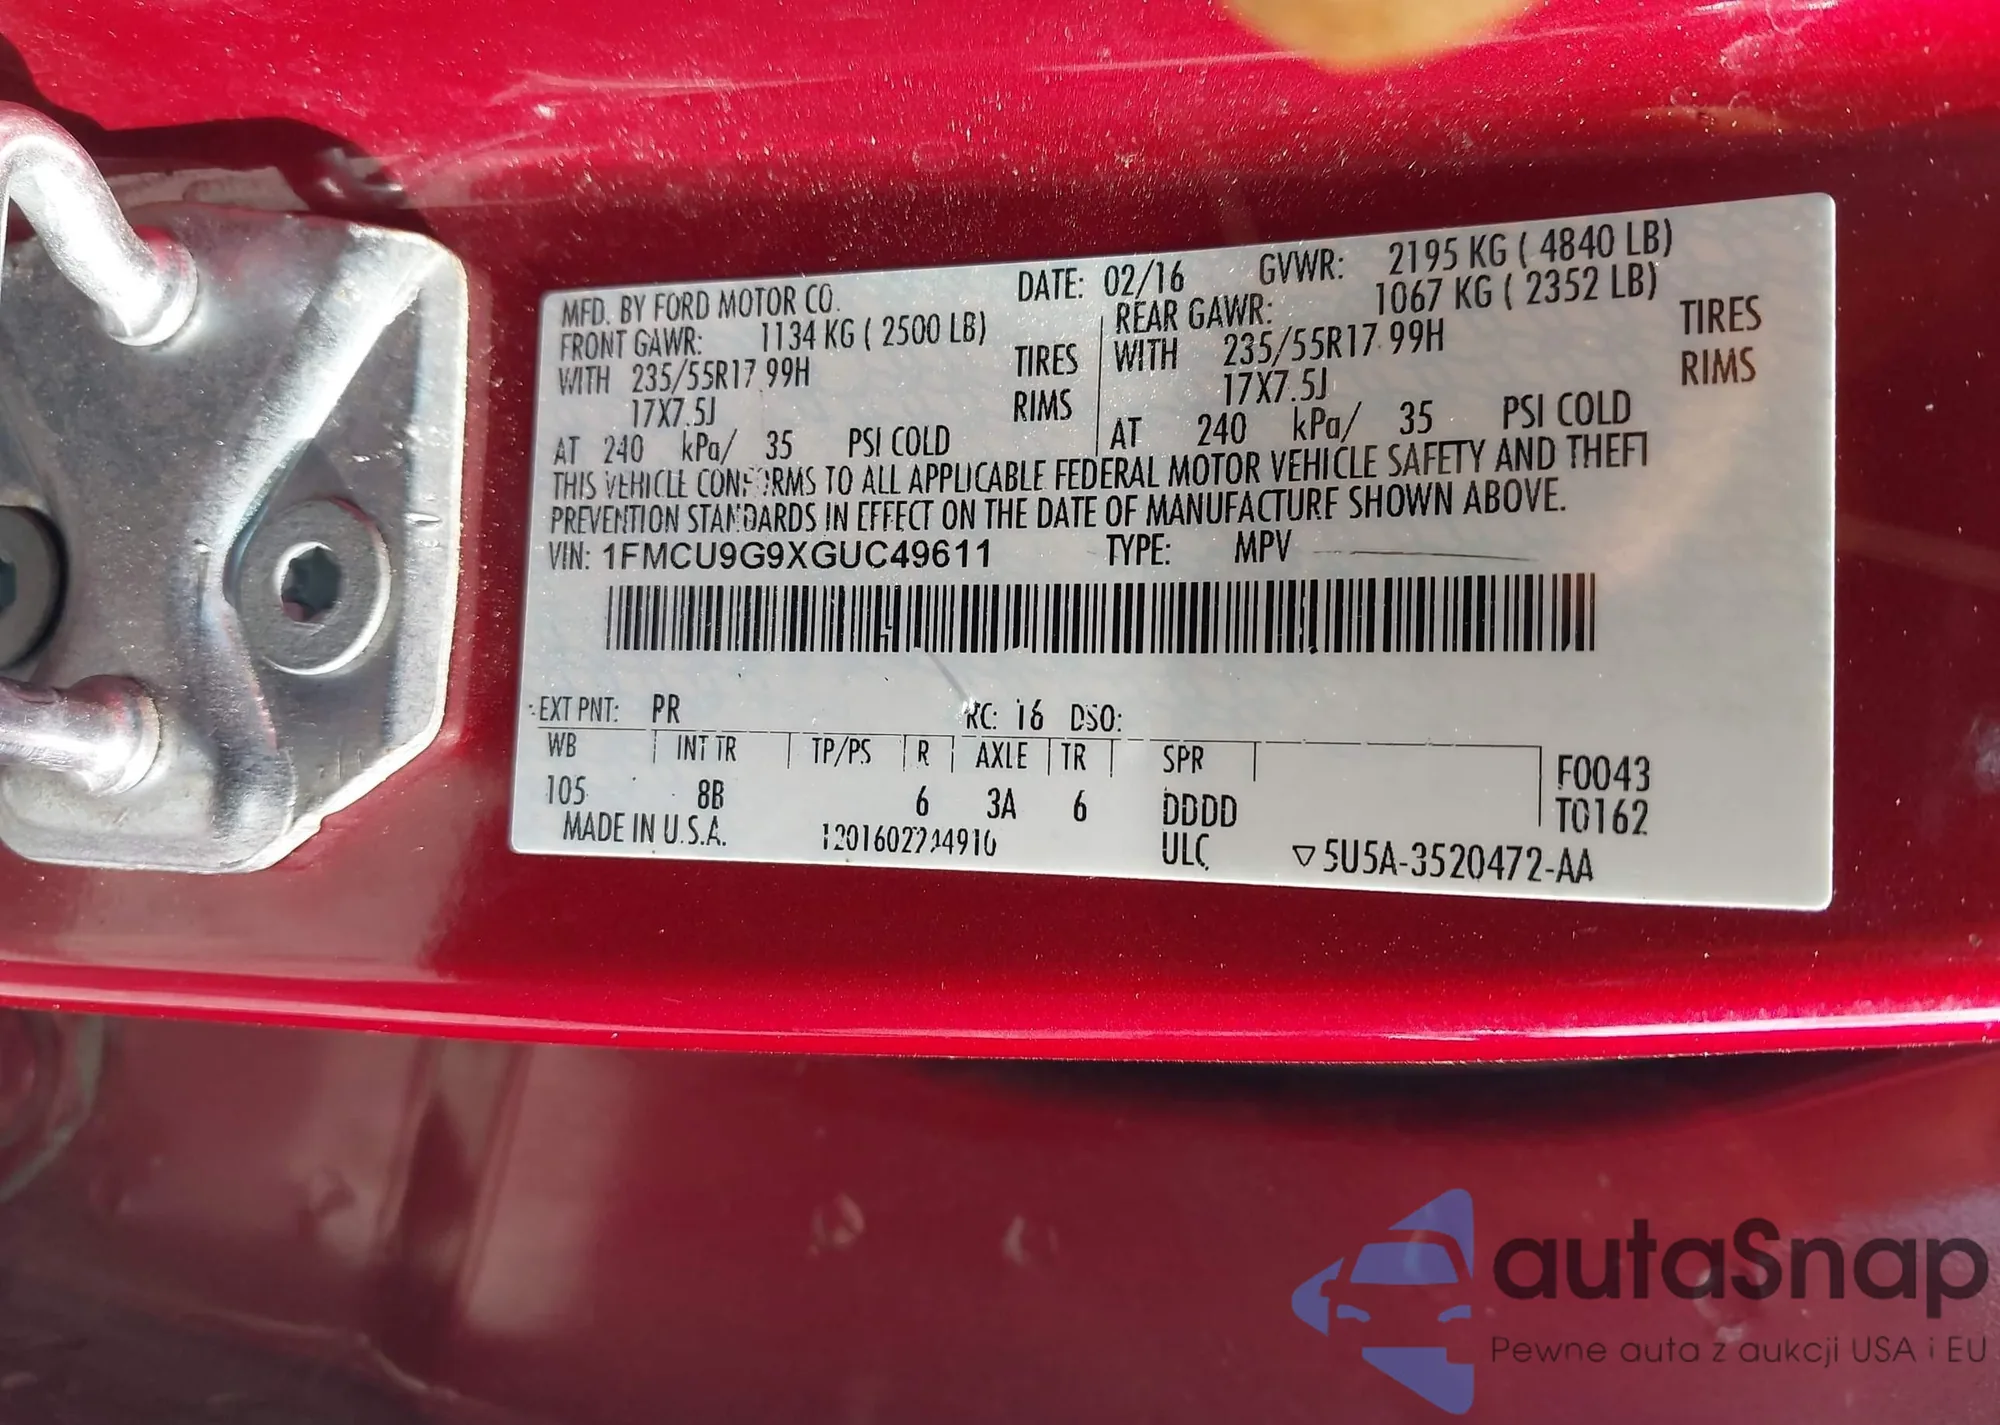 MFD. BY FORD MOTOR CO. DATE: 02/16 GVWR: 2195 KG ( 4840 LB)
FRONT GAWR: 1134 KG ( 2500 LB) REAR GAWR: 1067 KG ( 2352 LB)
WITH 235/55R17 99H TIRES WITH 235/55R17 99H TIRES
17X7.5J RIMS 17X7.5J RIMS
AT 240 kPa/ 35 PSI COLD AT 240 kPa/ 35 PSI COLD
THIS VEHICLE CONFORMS TO ALL APPLICABLE FEDERAL MOTOR VEHICLE SAFETY AND THEFT
PREVENTION STANDARDS IN EFFECT ON THE DATE OF MANUFACTURE SHOWN ABOVE.
VIN: 1FMCU9G9XGUC49611 TYPE: MPV
EXT PNT: PR RC: 16 DSO:
WB INT TR TP/PS R AXLE TR SPR F0043
105 8B 6 3A 6 DDDD T0162
MADE IN U.S.A. ULC ▽5U5A-3520472-AA
autaSnap
Pewne auta z aukcji USA i EU